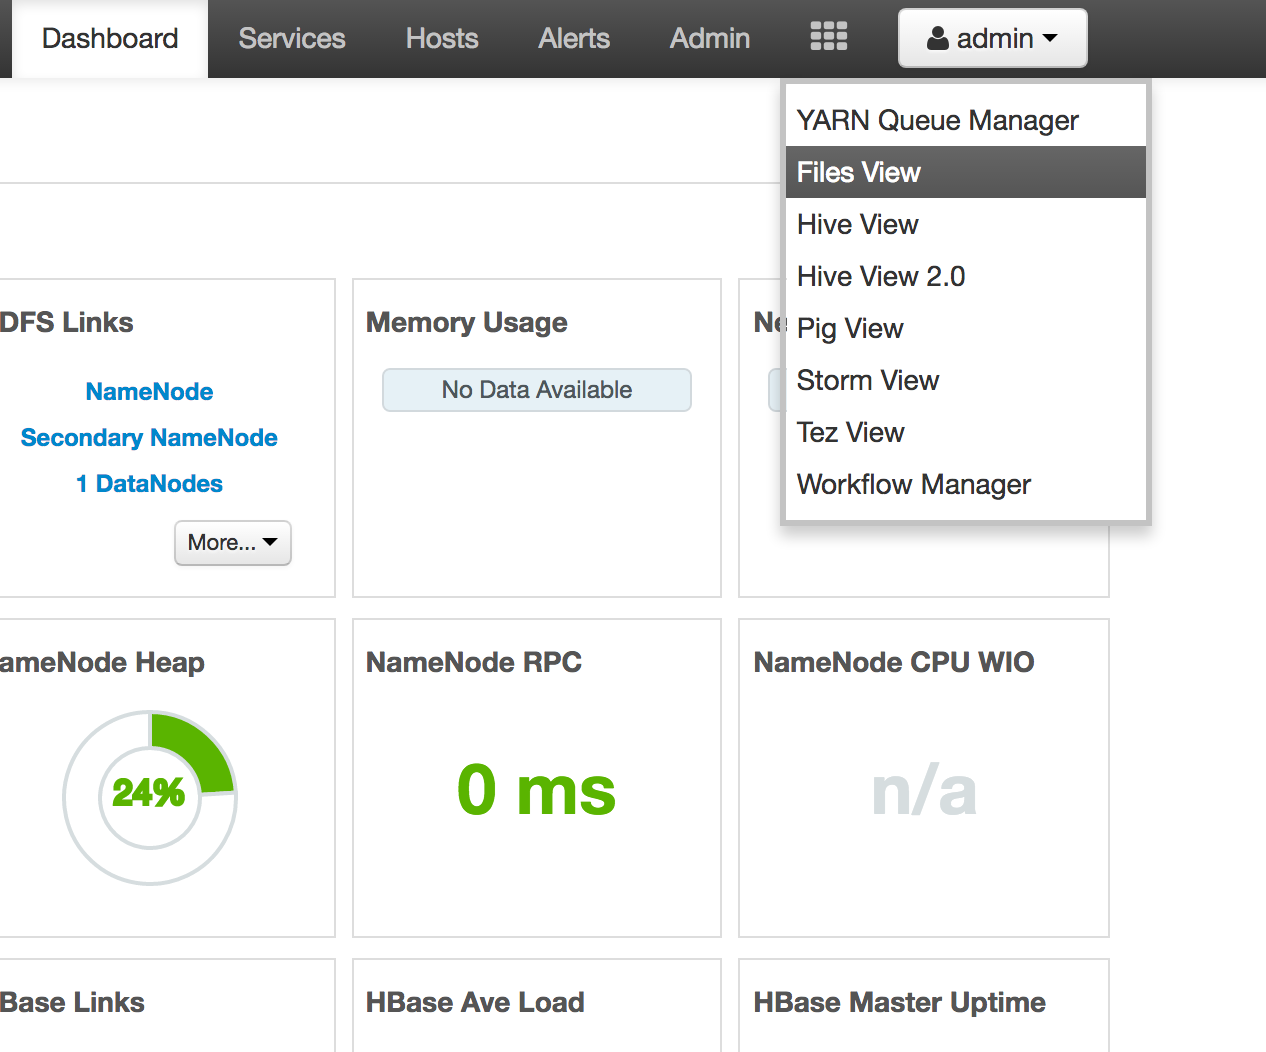 Dashboard Services Hosts Alerts Admin admin
YARN Queue Manager
Files View
Hive View
Hive View 2.0
Pig View
Storm View
Tez View
Workflow Manager
DFS Links
NameNode
Secondary NameNode
1 DataNodes
More...
Memory Usage
No Data Available
Ne
ameNode Heap
24%
NameNode RPC
0 ms
NameNode CPU WIO
n/a
Base Links
HBase Ave Load
HBase Master Uptime